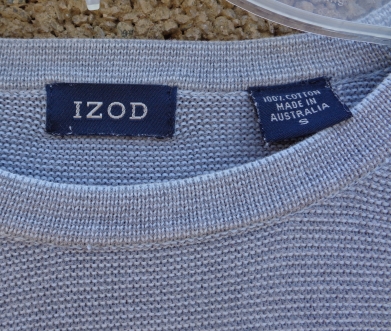 IZOD
100% COTTON
MADE IN
AUSTRALIA
S